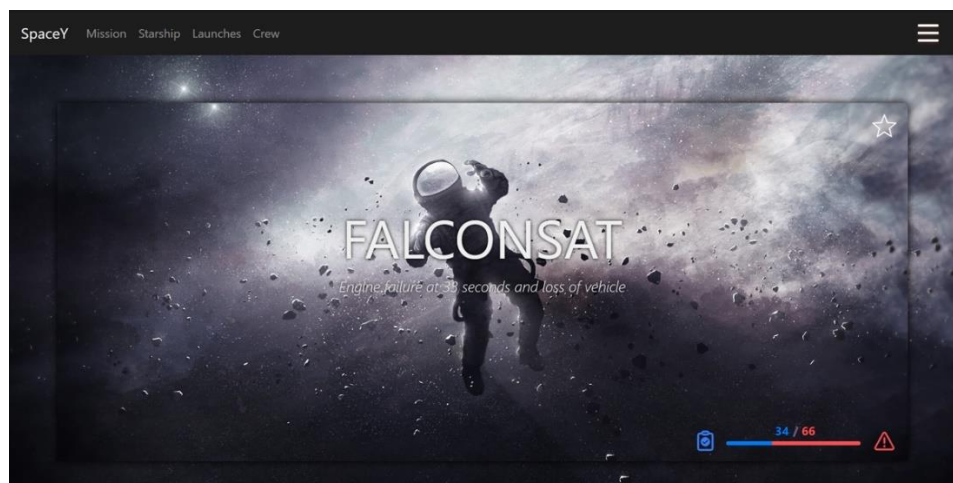 SpaceY Mission Starship Launches Crew
FALCONSAT
Engine failure at 33 seconds and loss of vehicle
34 / 66